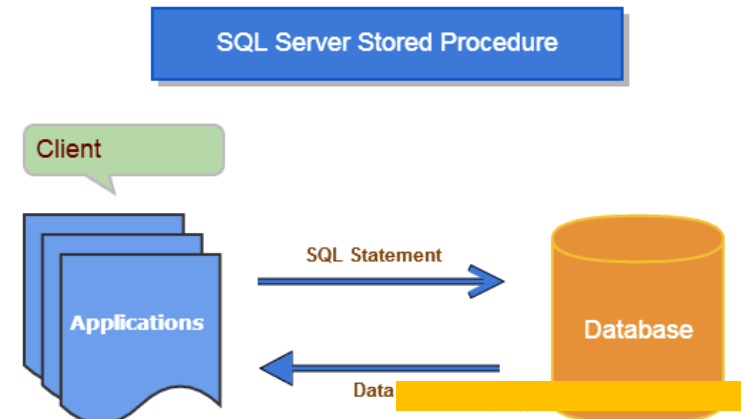 SQL Server Stored Procedure
Client
SQL Statement
Applications
Database
Data